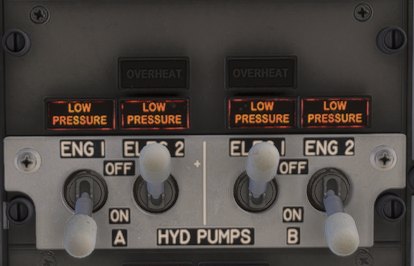 OVERHEAT OVERHEAT
LOW PRESSURE LOW PRESSURE LOW PRESSURE LOW PRESSURE
ENG 1 ELEC 2 ELEC 1 ENG 2
OFF OFF
ON ON
A HYD PUMPS B